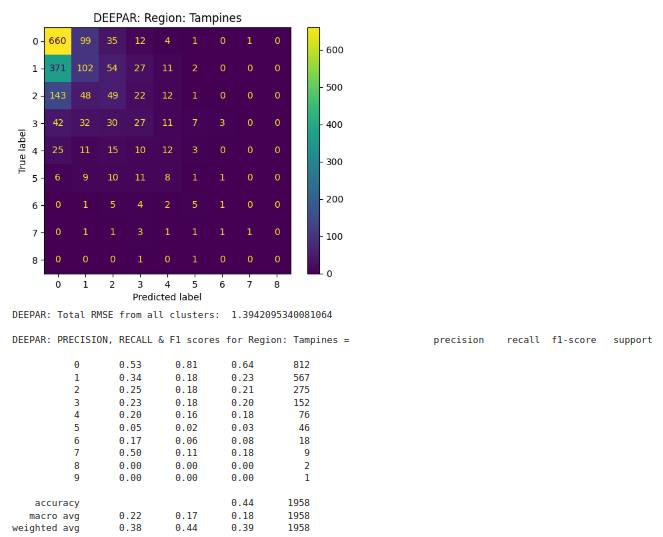 DEEPAR: Region: Tampines
0 660 99 35 12 4 1 0 1 0
1 371 102 54 27 11 2 0 0 0
2 143 48 49 22 12 1 0 0 0
3 42 32 30 27 11 7 3 0 0
4 25 11 15 10 12 3 0 0 0
5 6 9 10 11 8 1 1 0 0
6 0 1 5 4 2 5 1 0 0
7 0 1 1 3 1 1 1 1 0
8 0 0 0 1 0 1 0 0 0
0 1 2 3 4 5 6 7 8
True label
Predicted label
600
500
400
300
200
100
0
DEEPAR: Total RMSE from all clusters: 1.3942095340081064
DEEPAR: PRECISION, RECALL & F1 scores for Region: Tampines = precision recall f1-score support
0 0.53 0.81 0.64 812
1 0.34 0.18 0.23 567
2 0.25 0.18 0.21 275
3 0.23 0.18 0.20 152
4 0.20 0.16 0.18 76
5 0.05 0.02 0.03 46
6 0.17 0.06 0.08 18
7 0.50 0.11 0.18 9
8 0.00 0.00 0.00 2
9 0.00 0.00 0.00 1
accuracy 0.44 1958
macro avg 0.22 0.17 0.18 1958
weighted avg 0.38 0.44 0.39 1958